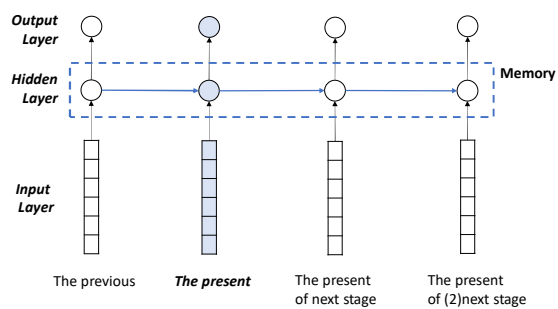 Output
Layer
Hidden
Layer
Memory
Input
Layer
The previous
The present
The present
of next stage
The present
of (2)next stage